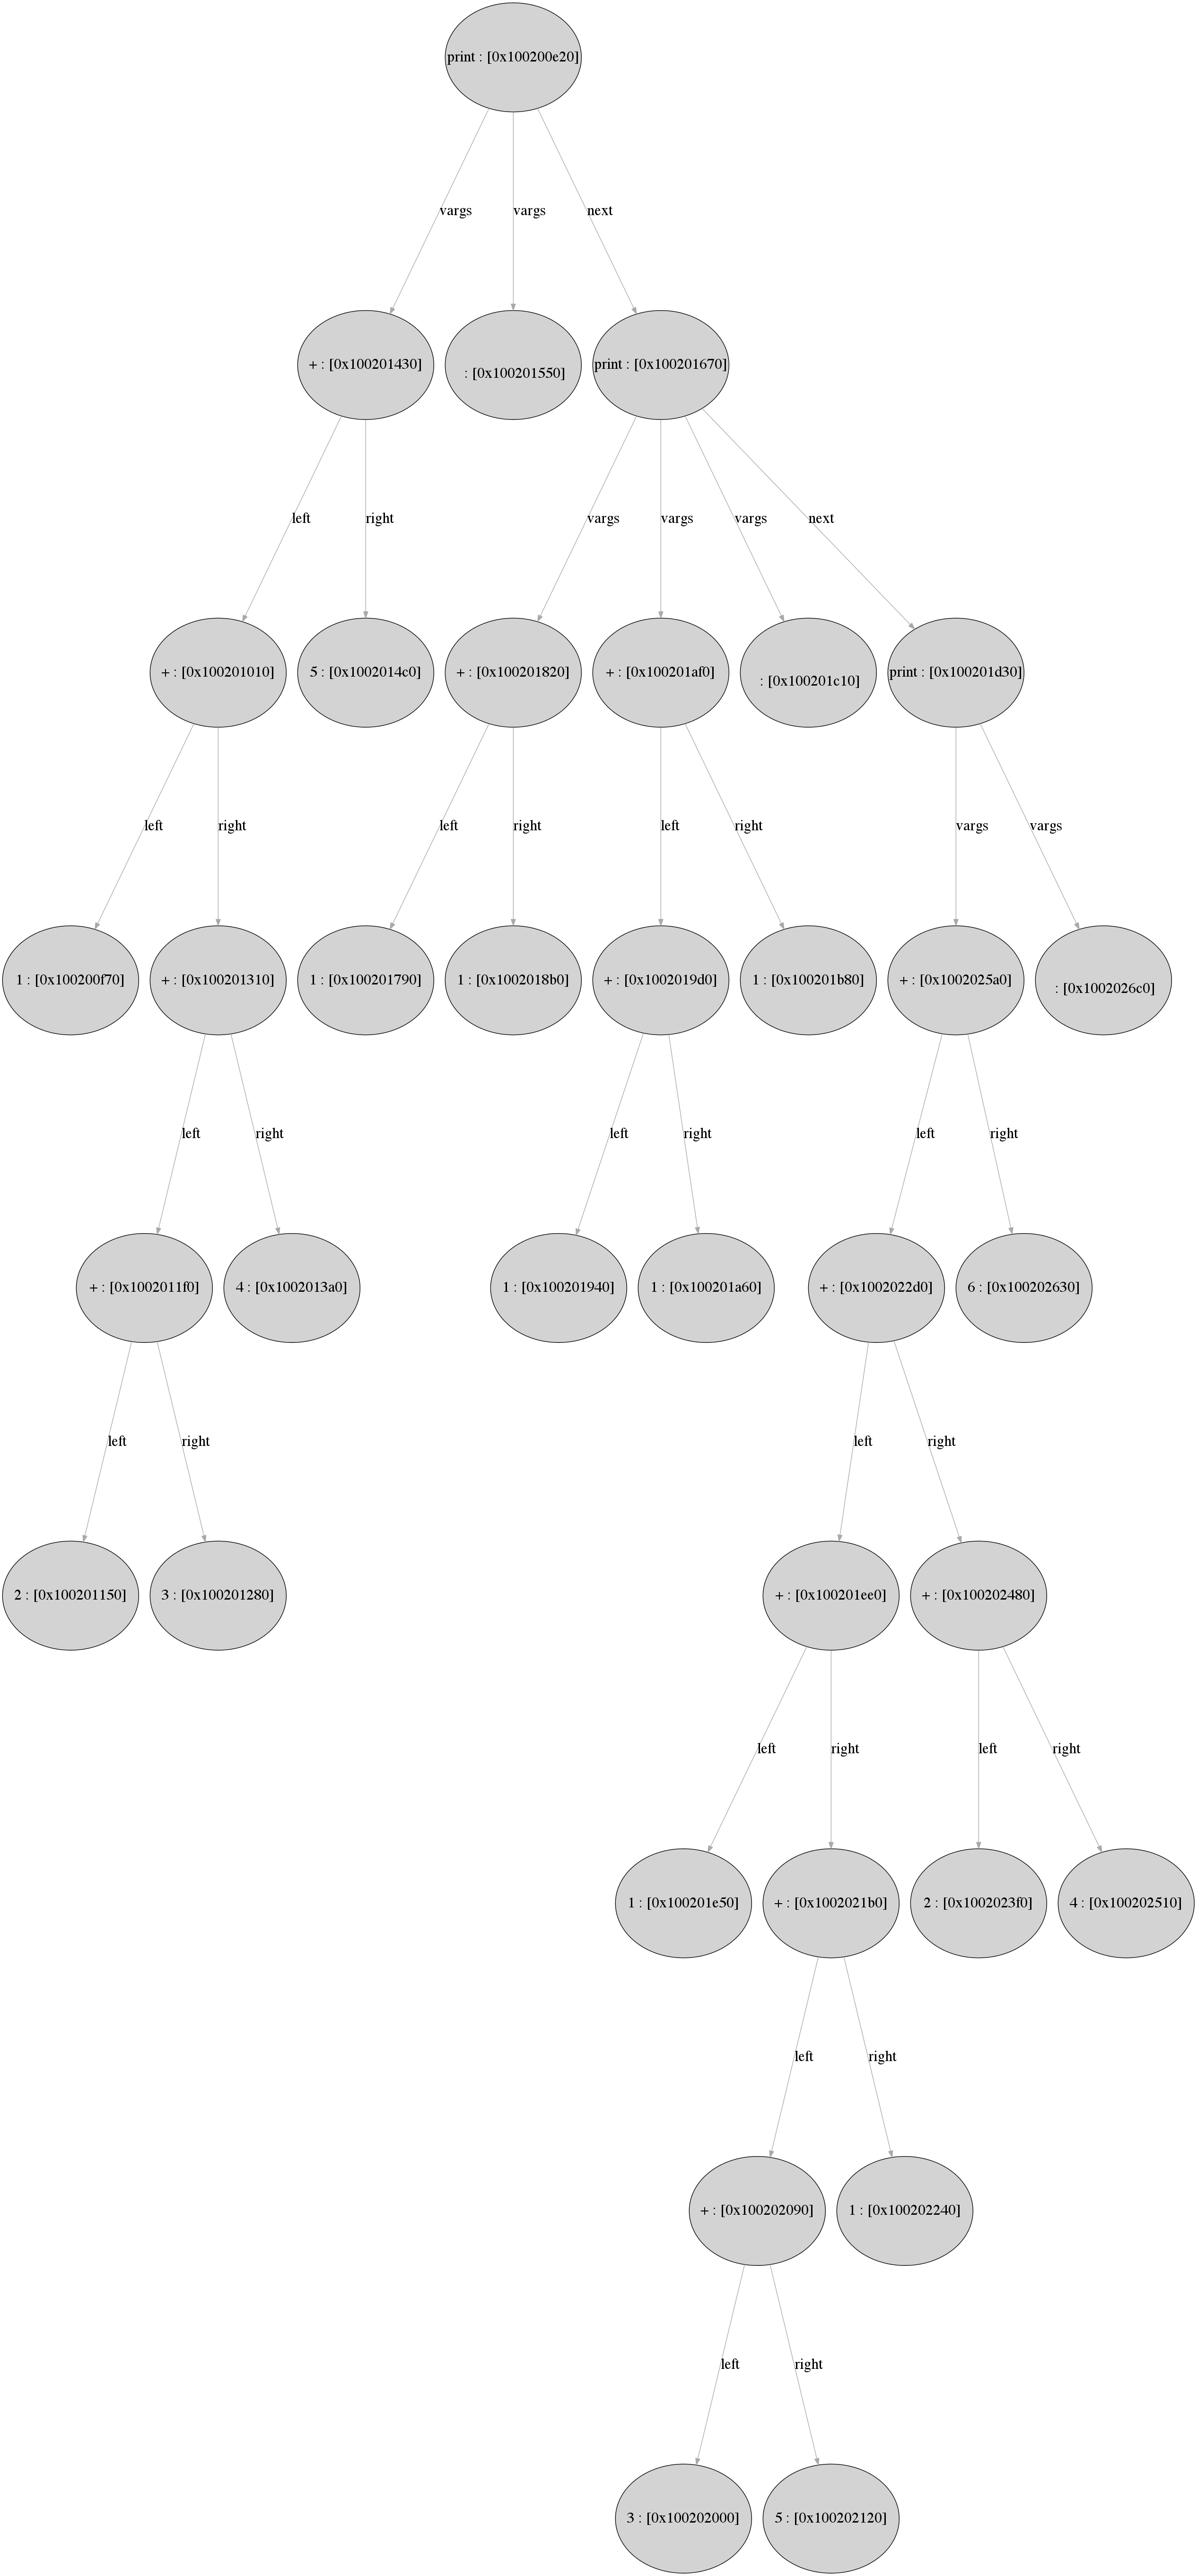 print : [0x100200e20]
vargs
vargs
next
+ : [0x100201430]
: [0x100201550]
print : [0x100201670]
left
right
vargs
vargs
vargs
next
+ : [0x100201010]
5 : [0x1002014c0]
+ : [0x100201820]
+ : [0x100201af0]
: [0x100201c10]
print : [0x100201d30]
left
right
left
right
left
right
vargs
vargs
1 : [0x100200f70]
+ : [0x100201310]
1 : [0x100201790]
1 : [0x1002018b0]
+ : [0x1002019d0]
1 : [0x100201b80]
+ : [0x1002025a0]
: [0x1002026c0]
left
right
left
right
left
right
+ : [0x1002011f0]
4 : [0x1002013a0]
1 : [0x100201940]
1 : [0x100201a60]
+ : [0x1002022d0]
6 : [0x100202630]
left
right
left
right
2 : [0x100201150]
3 : [0x100201280]
+ : [0x100201ee0]
+ : [0x100202480]
left
right
left
right
1 : [0x100201e50]
+ : [0x1002021b0]
2 : [0x1002023f0]
4 : [0x100202510]
left
right
+ : [0x100202090]
1 : [0x100202240]
left
right
3 : [0x100202000]
5 : [0x100202120]